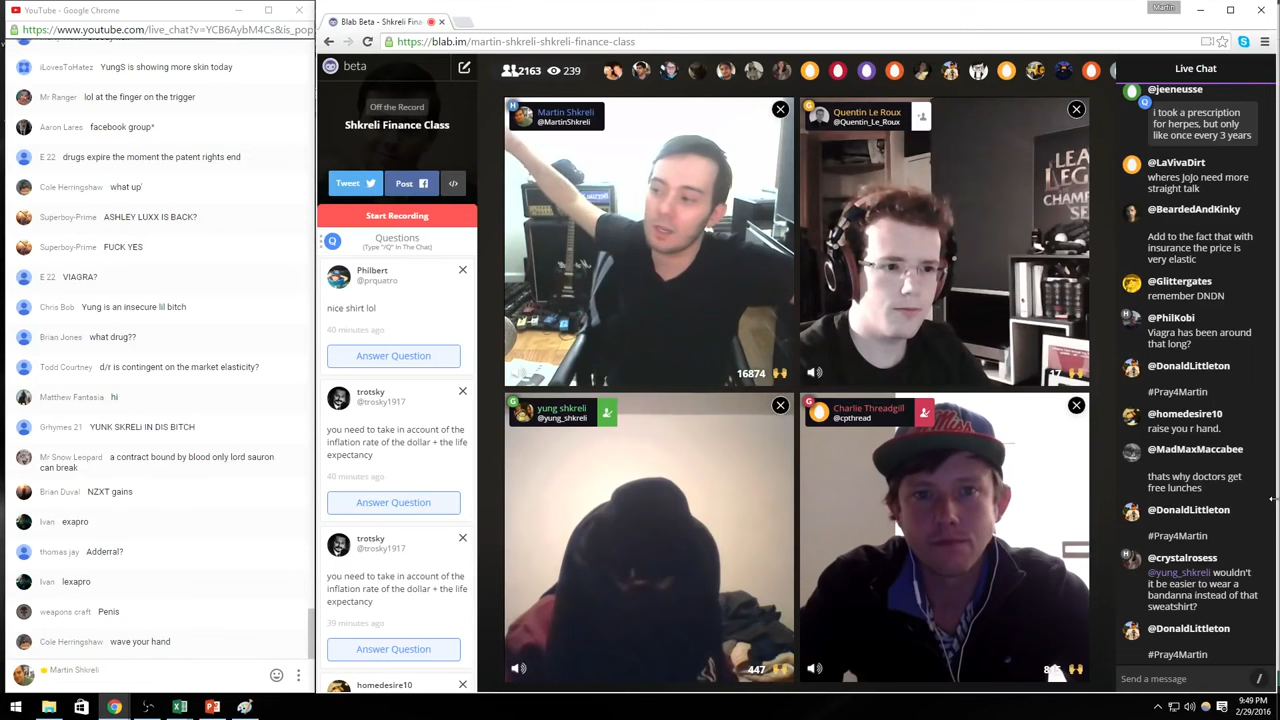 YouTube - Google Chrome
https://www.youtube.com/live_chat?v=YCB6AybM4Cs&is_pop
iLovesToHatez YungS is showing more skin today
Mr Ranger lol at the finger on the trigger
Aaron Lares facebook group*
E 22 drugs expire the moment the patent rights end
Cole Herringshaw what up'
Superboy-Prime ASHLEY LUXX IS BACK?
Superboy-Prime FUCK YES
E 22 VIAGRA?
Chris Bob Yung is an insecure lil bitch
Brian Jones what drug??
Todd Courtney d/r is contingent on the market elasticity?
Matthew Fantasia hi
Grhymes 21 YUNK SKRELi IN DIS BITCH
Mr Snow Leopard a contract bound by blood only lord sauron
can break
Brian Duval NZXT gains
Ivan exapro
thomas jay Adderral?
Ivan lexapro
weapons craft Penis
Cole Herringshaw wave your hand
Martin Shkreli
Blab Beta - Shkreli Fina
Martin
https://blab.im/martin-shkreli-shkreli-finance-class
beta
Off the Record
Shkreli Finance Class
Tweet
Post
</>
Start Recording
Q
Questions
(Type "/Q" In The Chat)
Philbert
@prquatro
nice shirt lol
40 minutes ago
Answer Question
trotsky
@trosky1917
you need to take in account of the
inflation rate of the dollar + the life
expectancy
40 minutes ago
Answer Question
trotsky
@trosky1917
you need to take in account of the
inflation rate of the dollar + the life
expectancy
39 minutes ago
Answer Question
homedesire10
2163 239
H
Martin Shkreli
@MartinShkreli
16874
G
Quentin Le Roux
@Quentin_Le_Roux
17
G
yung shkreli
@yung_shkreli
447
G
Charlie Threadgill
@cpthread
Live Chat
@jeeneusse
Q
i took a prescription
for herpes, but only
like once every 3 years
@LaVivaDirt
wheres JoJo need more
straight talk
@BeardedAndKinky
Add to the fact that with
insurance the price is
very elastic
@Glittergates
remember DNDN
H
@PhilKobi
Viagra has been around
that long?
@DonaldLittleton
#Pray4Martin
@homedesire10
raise you r hand.
@MadMaxMaccabee
thats why doctors get
free lunches
@DonaldLittleton
#Pray4Martin
H
@crystalrosess
@yung_shkreli wouldn't
it be easier to wear a
bandanna instead of that
sweatshirt?
@DonaldLittleton
#Pray4Martin
Send a message
/
9:49 PM
2/29/2016